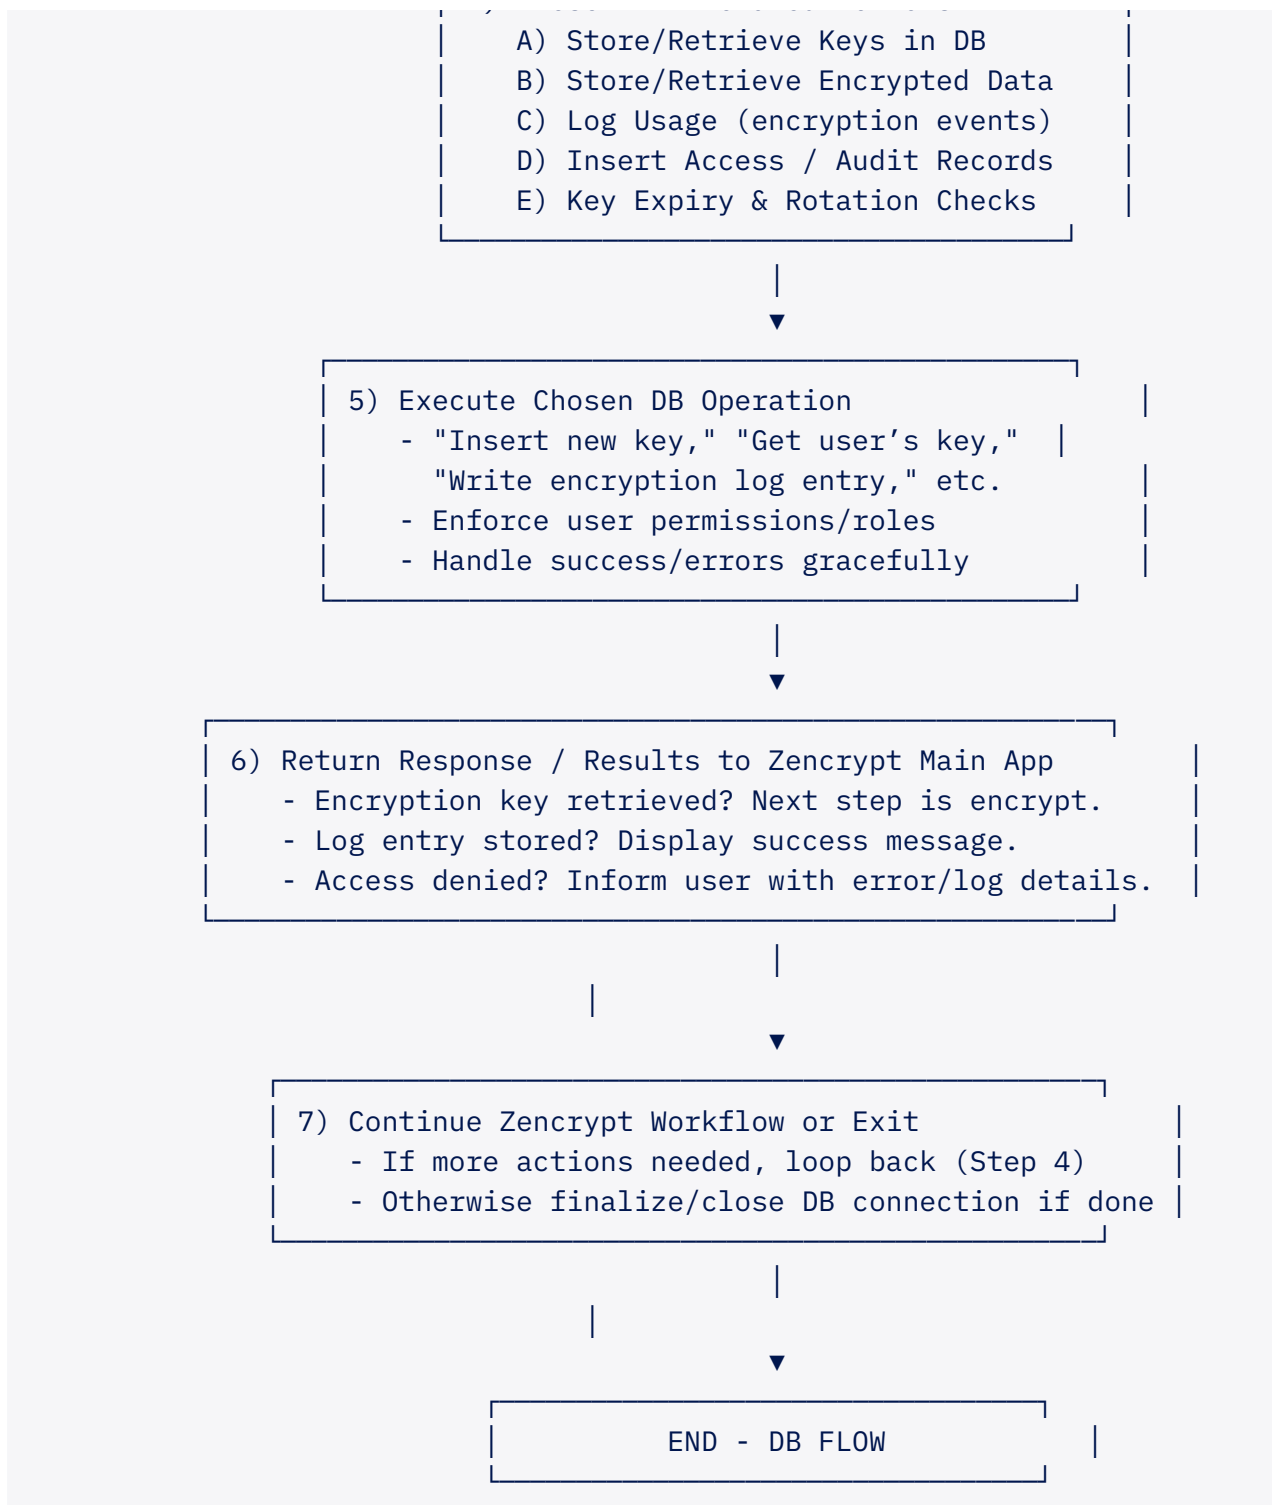 A) Store/Retrieve Keys in DB
B) Store/Retrieve Encrypted Data
C) Log Usage (encryption events)
D) Insert Access / Audit Records
E) Key Expiry & Rotation Checks
5) Execute Chosen DB Operation
- "Insert new key," "Get user’s key,"
"Write encryption log entry," etc.
- Enforce user permissions/roles
- Handle success/errors gracefully
6) Return Response / Results to Zencrypt Main App
- Encryption key retrieved? Next step is encrypt.
- Log entry stored? Display success message.
- Access denied? Inform user with error/log details.
7) Continue Zencrypt Workflow or Exit
- If more actions needed, loop back (Step 4)
- Otherwise finalize/close DB connection if done
END - DB FLOW